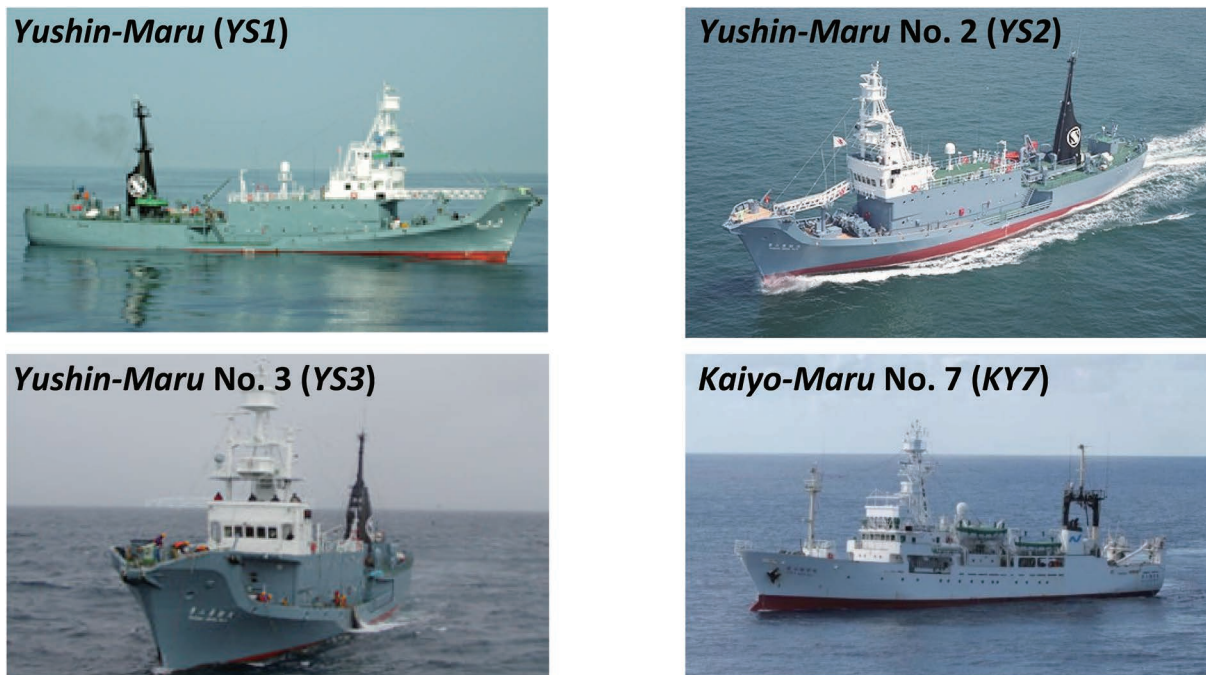 Yushin-Maru (YS1)
Yushin-Maru No. 2 (YS2)
Yushin-Maru No. 3 (YS3)
Kaiyo-Maru No. 7 (KY7)